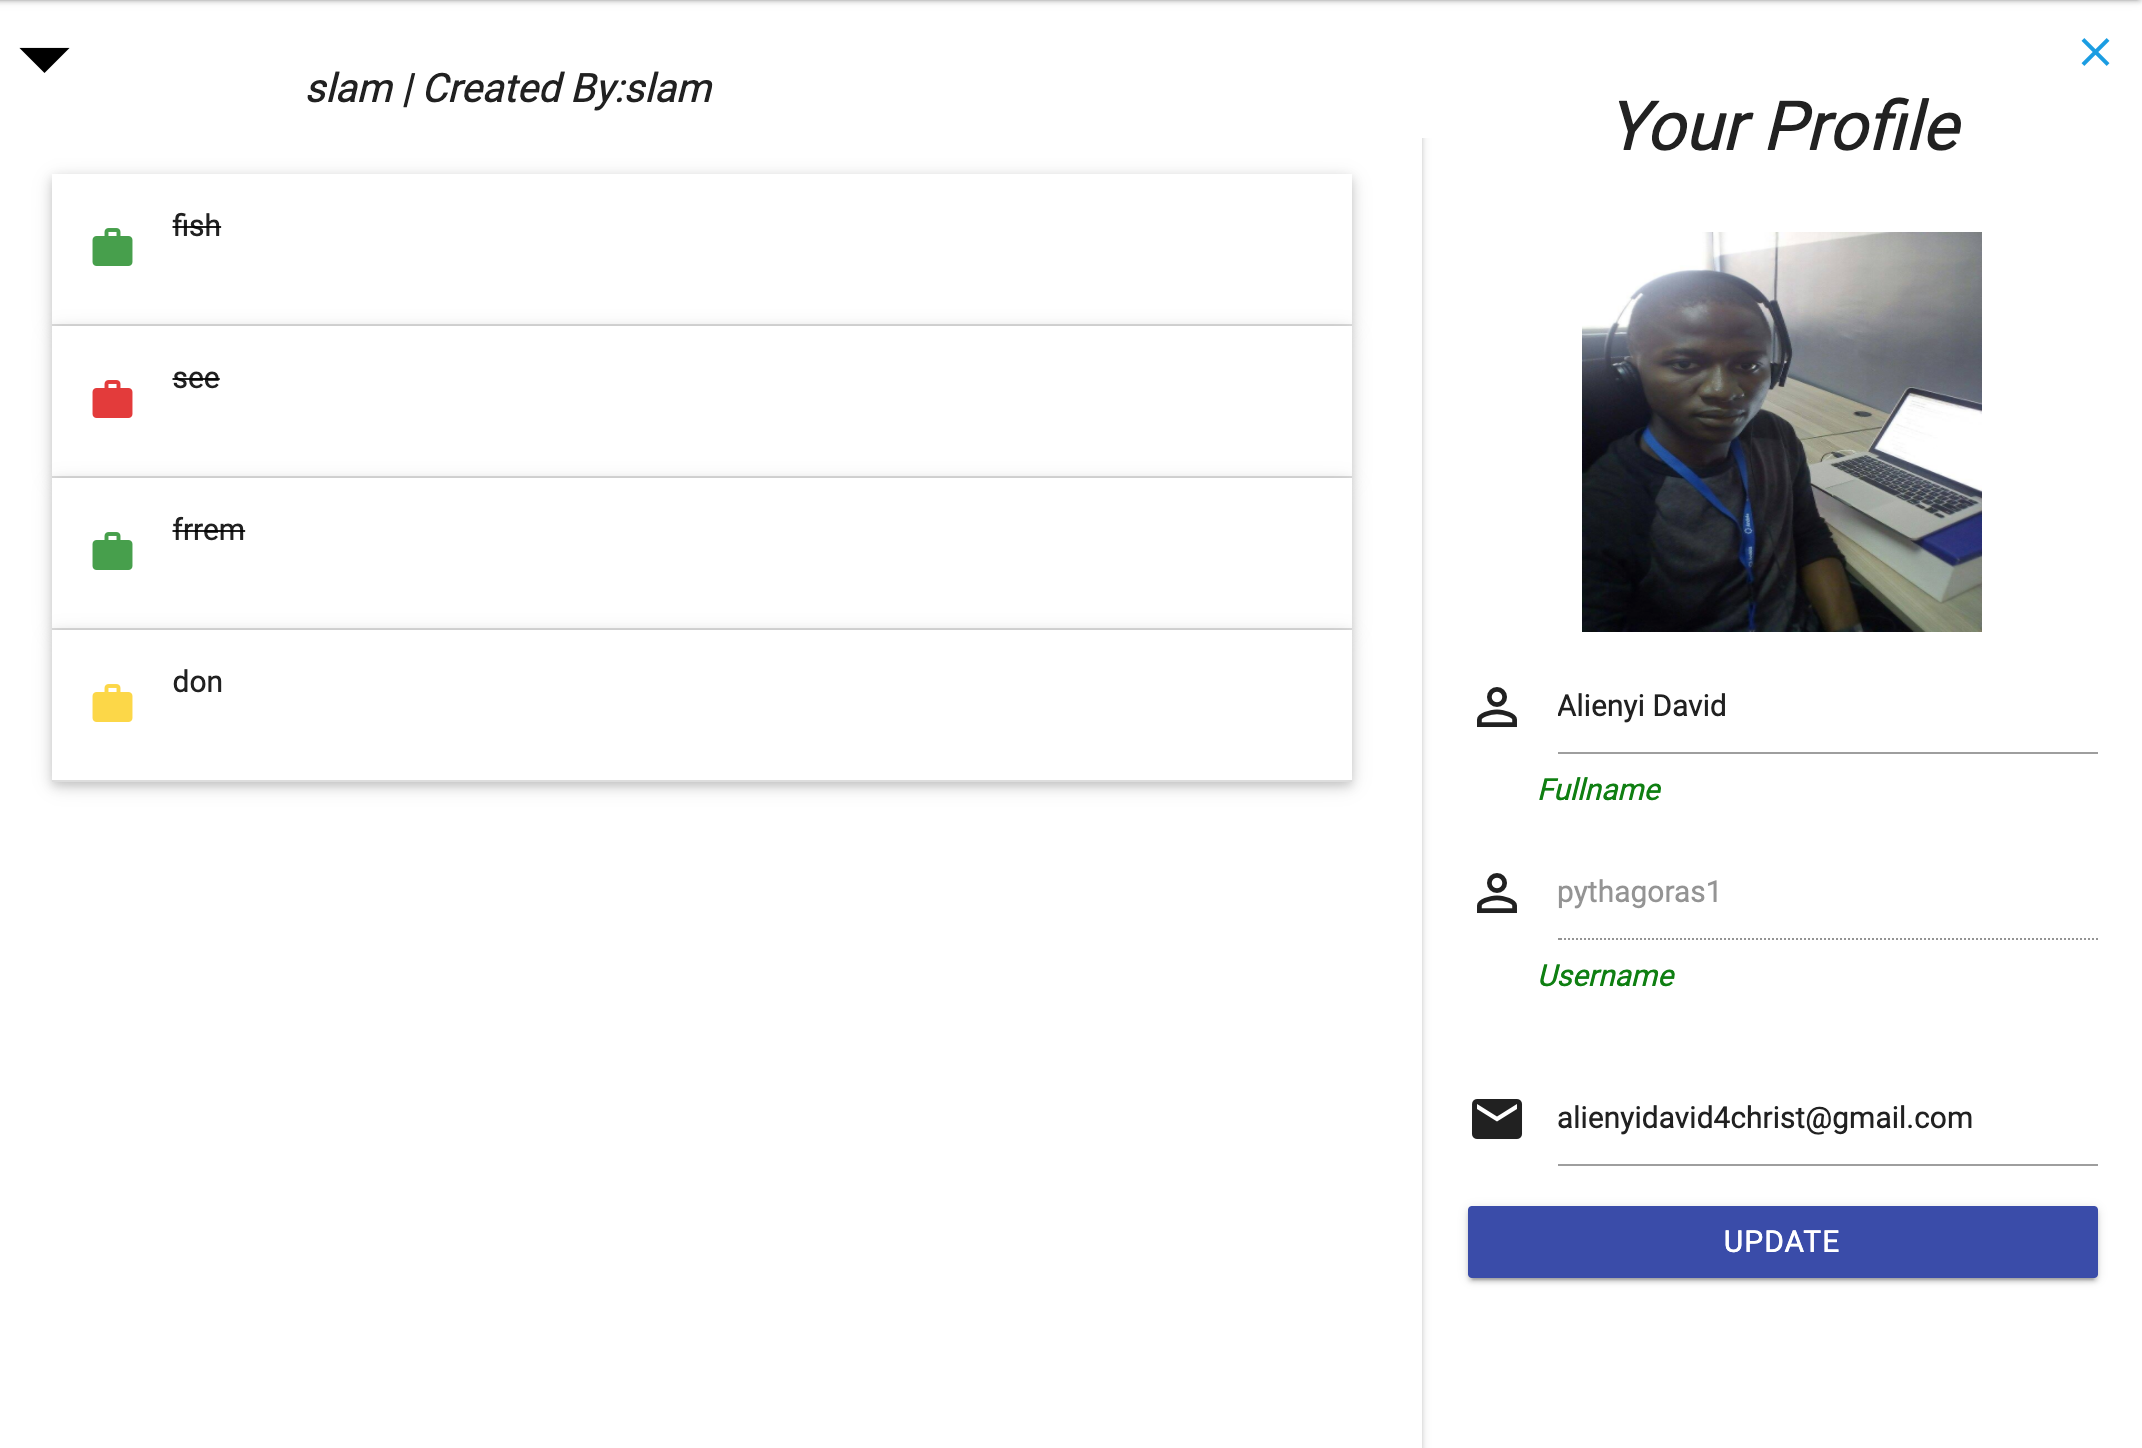 slam | Created By:slam
fish
see
frrem
don
Your Profile
Alienyi David
Fullname
pythagoras1
Username
alienyidavid4christ@gmail.com
UPDATE